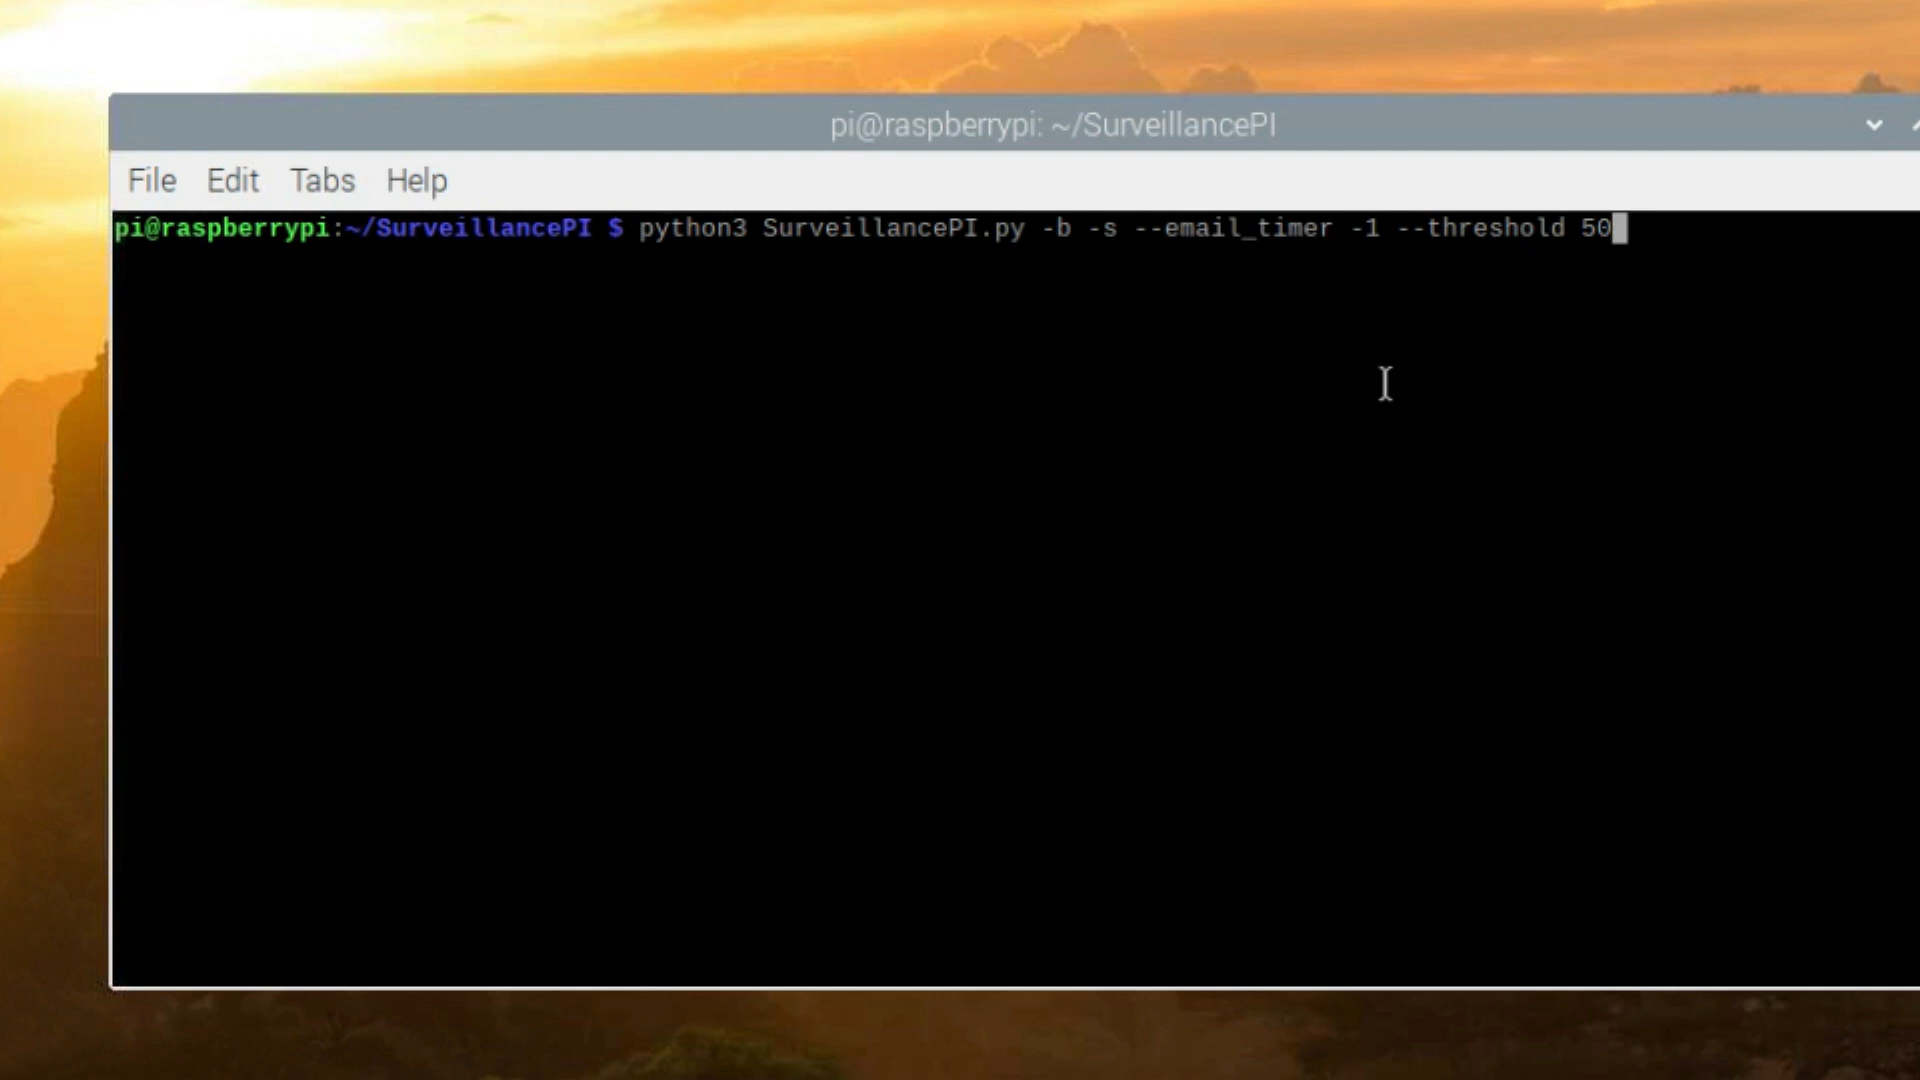 pi@raspberrypi: ~/SurveillancePI
File Edit Tabs Help
pi@raspberrypi:~/SurveillancePI $ python3 SurveillancePI.py -b -s --email_timer -1 --threshold 50